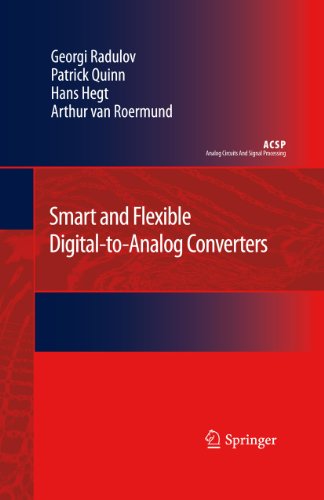 Georgi Radulov
Patrick Quinn
Hans Hegt
Arthur van Roermund
ACSP
Analog Circuits And Signal Processing
Smart and Flexible
Digital-to-Analog Converters
Springer